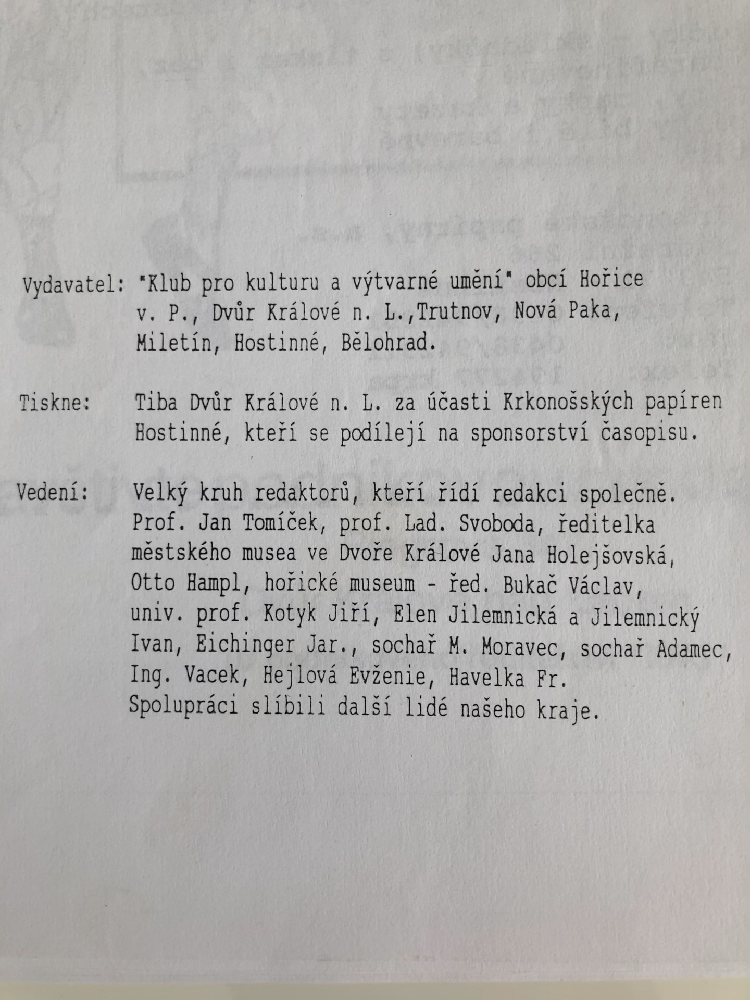 Vydavatel: "Klub pro kulturu a výtvarné umění" obcí Hořice
v. P., Dvůr Králové n. L.,Trutnov, Nová Paka,
Miletín, Hostinné, Bělohrad.
Tiskne: Tiba Dvůr Králové n. L. za účasti Krkonošských papíren
Hostinné, kteří se podílejí na sponsorství časopisu.
Vedení: Velký kruh redaktorů, kteří řídí redakci společně.
Prof. Jan Tomíček, prof. Lad. Svoboda, ředitelka
městského musea ve Dvoře Králové Jana Holejšovská,
Otto Hampl, hořické museum - řed. Bukač Václav,
univ. prof. Kotyk Jiří, Elen Jilemnická a Jilemnický
Ivan, Eichinger Jar., sochař M. Moravec, sochař Adamec,
Ing. Vacek, Hejlová Evženie, Havelka Fr.
Spolupráci slíbili další lidé našeho kraje.